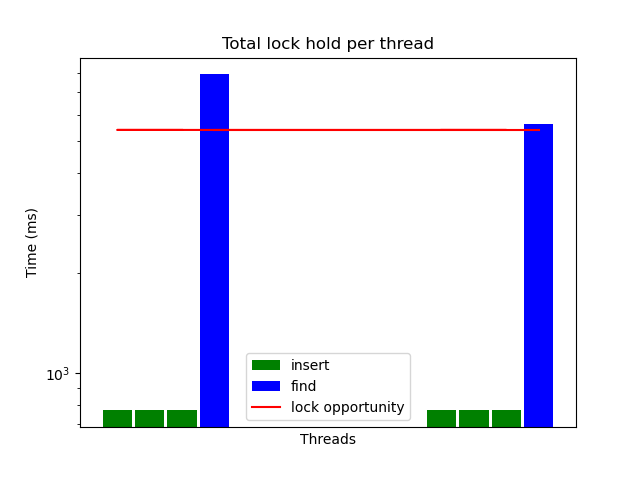 Total lock hold per thread
Time (ms)
10³
insert
find
lock opportunity
Threads